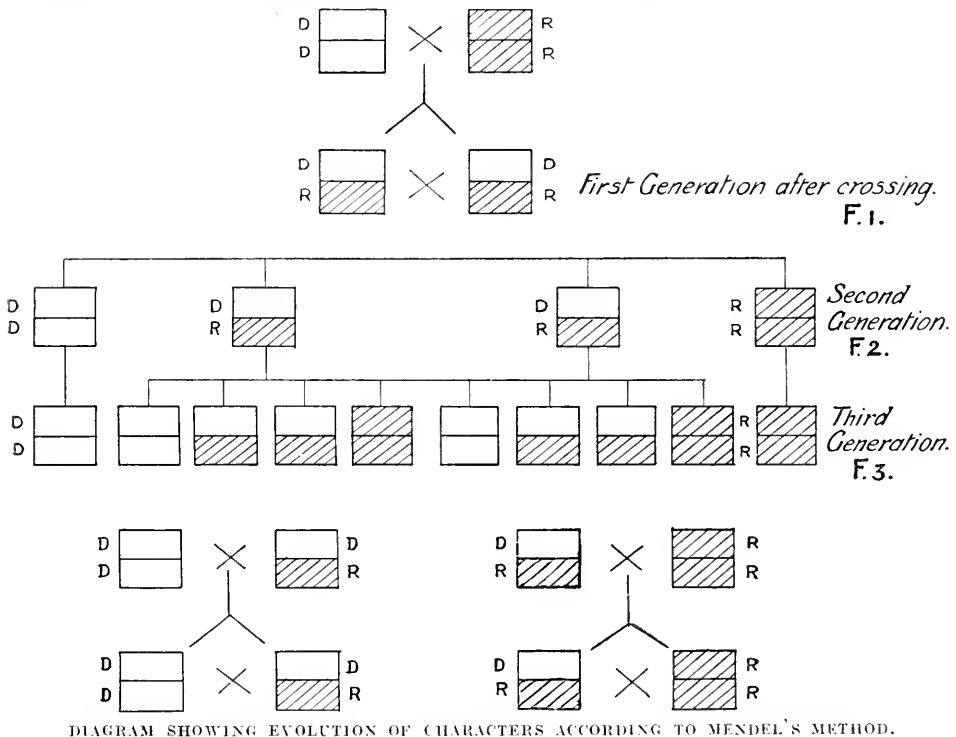 D R
D R
D D
R R
First Generation after crossing.
F.1.
D D D R
D R R R
Second
Generation.
F.2.
D R
D R
Third
Generation.
F.3.
D D D R
D R R R
D D D R
D R R R
DIAGRAM SHOWING EVOLUTION OF CHARACTERS ACCORDING TO MENDEL'S METHOD.